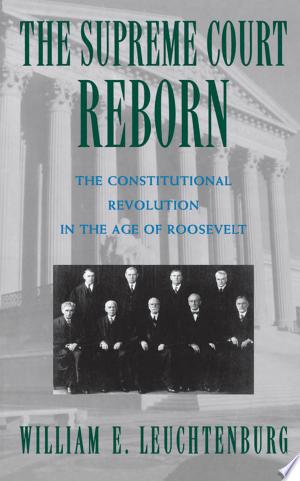 THE SUPREME COURT
REBORN
THE CONSTITUTIONAL
REVOLUTION
IN THE AGE OF ROOSEVELT
WILLIAM E. LEUCHTENBURG